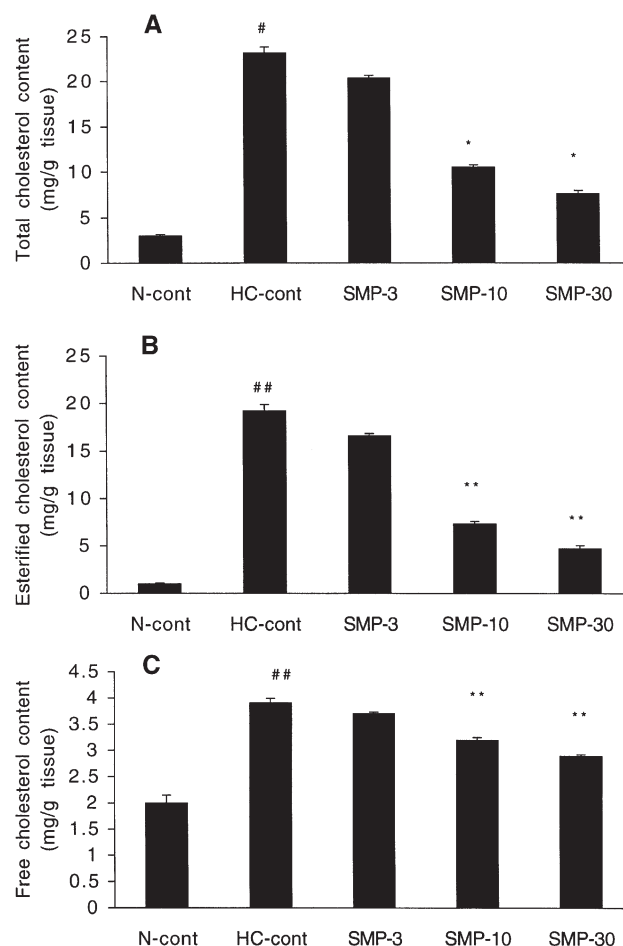 A
Total cholesterol content
(mg/g tissue)
25
20
15
10
5
0
#
*
*
N-cont HC-cont SMP-3 SMP-10 SMP-30
B
Esterified cholesterol content
(mg/g tissue)
25
20
15
10
5
0
##
**
**
N-cont HC-cont SMP-3 SMP-10 SMP-30
C
Free cholesterol content
(mg/g tissue)
4.5
4
3.5
3
2.5
2
1.5
1
0.5
0
##
**
**
N-cont HC-cont SMP-3 SMP-10 SMP-30